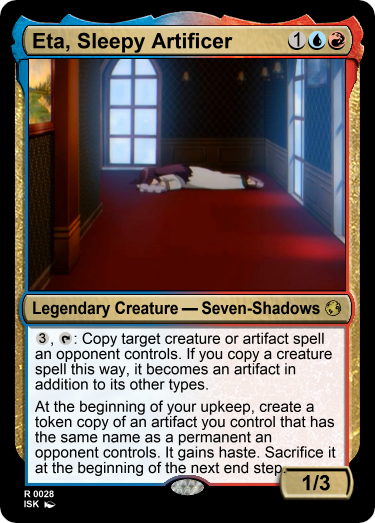 Eta, Sleepy Artificer 1
Legendary Creature — Seven-Shadows
3, : Copy target creature or artifact spell
an opponent controls. If you copy a creature
spell this way, it becomes an artifact in
addition to its other types.
At the beginning of your upkeep, create a
token copy of an artifact you control that has
the same name as a permanent an
opponent controls. It gains haste. Sacrifice it
at the beginning of the next end step.
1/3
R 0028
ISK